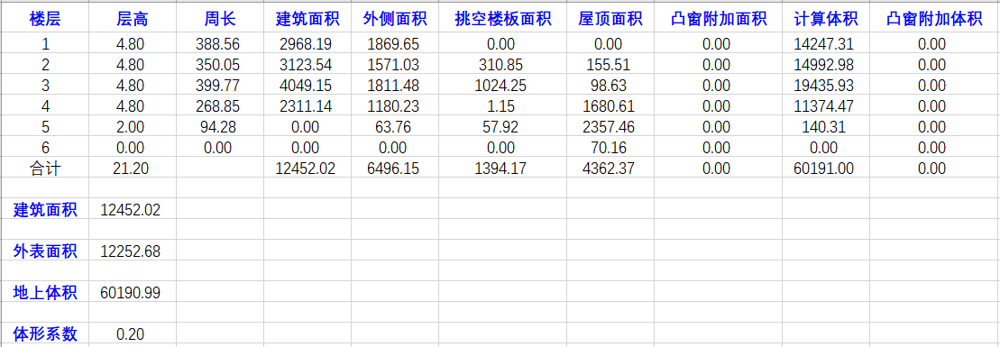 楼层 层高 周长 建筑面积 外侧面积 挑空楼板面积 屋顶面积 凸窗附加面积 计算体积 凸窗附加体积
1 4.80 388.56 2968.19 1869.65 0.00 0.00 0.00 14247.31 0.00
2 4.80 350.05 3123.54 1571.03 310.85 155.51 0.00 14992.98 0.00
3 4.80 399.77 4049.15 1811.48 1024.25 98.63 0.00 19435.93 0.00
4 4.80 268.85 2311.14 1180.23 1.15 1680.61 0.00 11374.47 0.00
5 2.00 94.28 0.00 63.76 57.92 2357.46 0.00 140.31 0.00
6 0.00 0.00 0.00 0.00 0.00 70.16 0.00 0.00 0.00
合计 21.20 12452.02 6496.15 1394.17 4362.37 0.00 60191.00 0.00
建筑面积 12452.02
外表面积 12252.68
地上体积 60190.99
体形系数 0.20